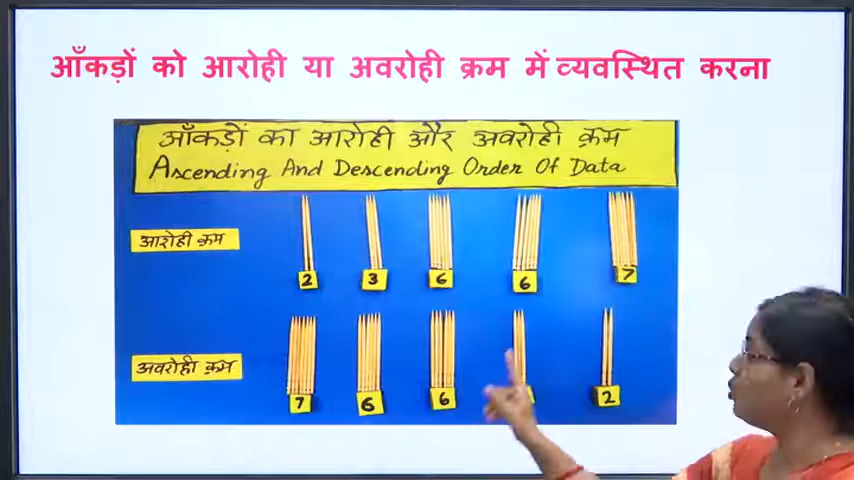 आँकड़ों को आरोही या अवरोही क्रम में व्यवस्थित करना
आँकड़ों का आरोही और अवरोही क्रम
Ascending And Descending Order Of Data
आरोही क्रम
2 3 6 6 7
अवरोही क्रम
7 6 6 2